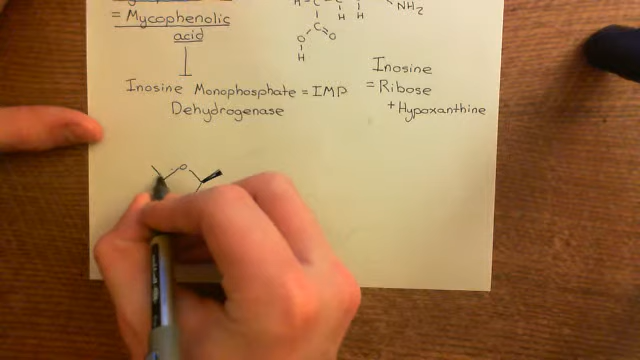 = Mycophenolic
acid
Inosine Monophosphate = IMP
Dehydrogenase
Inosine
= Ribose
+ Hypoxanthine
H
C
H
H
NH2
C
O
O
H
O